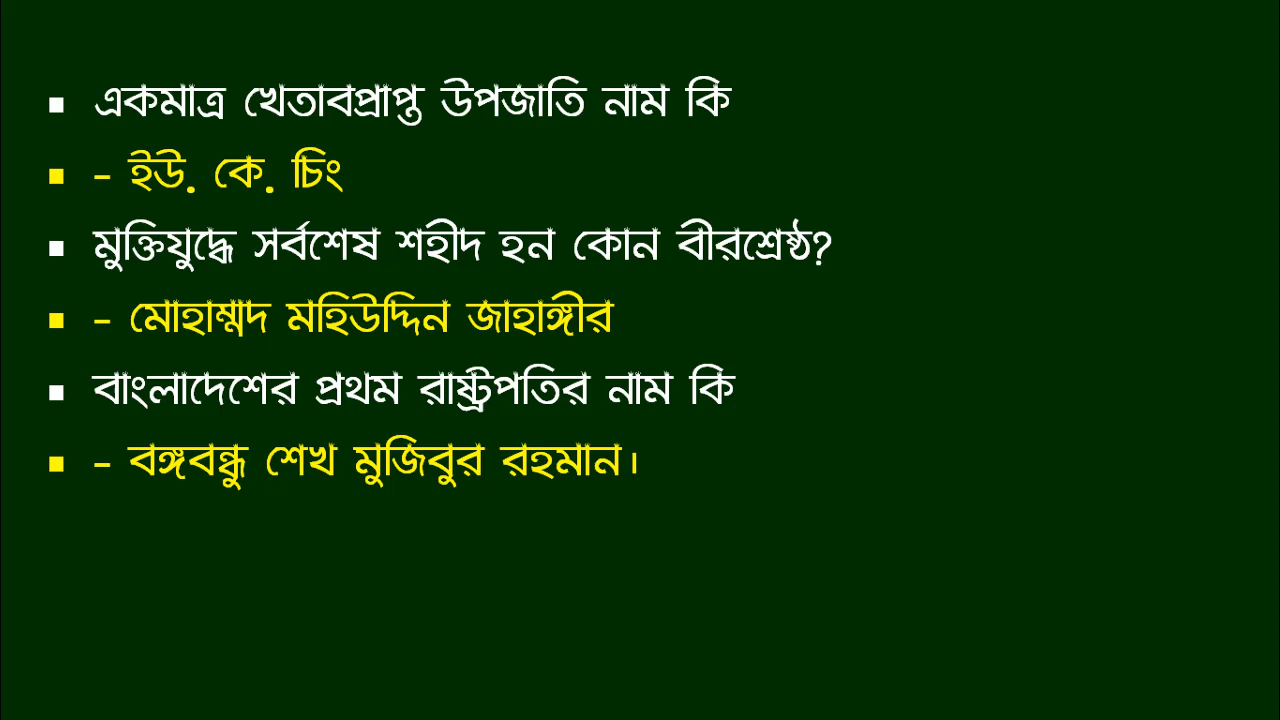 ▪ একমাত্র খেতাবপ্রাপ্ত উপজাতি নাম কি
▪ - ইউ. কে. চিং
▪ মুক্তিযুদ্ধে সর্বশেষ শহীদ হন কোন বীরশ্রেষ্ঠ?
▪ - মোহাম্মদ মহিউদ্দিন জাহাঙ্গীর
▪ বাংলাদেশের প্রথম রাষ্ট্রপতির নাম কি
▪ - বঙ্গবন্ধু শেখ মুজিবুর রহমান।